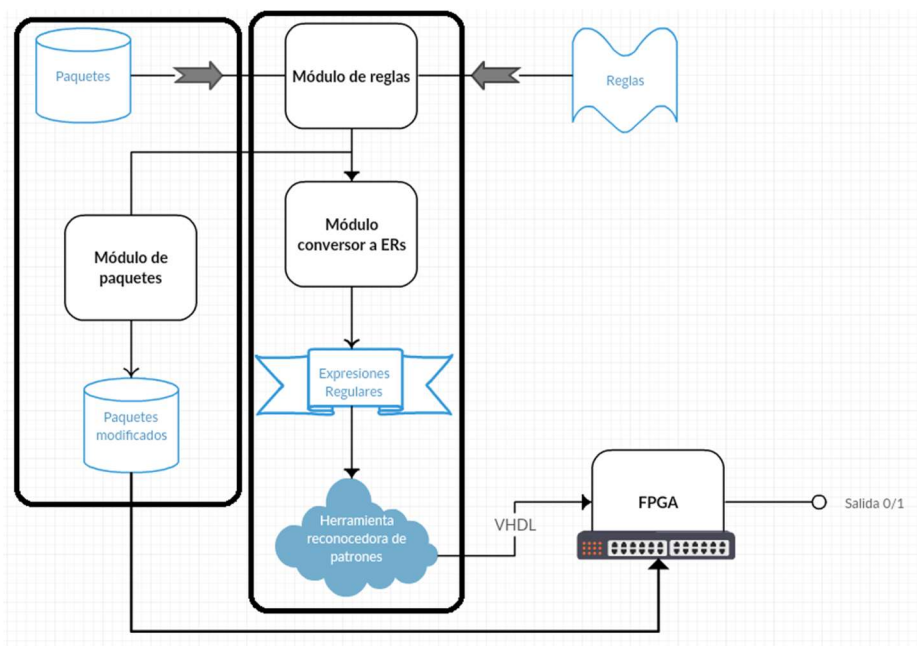 Paquetes
Módulo de reglas
Reglas
Módulo
conversor a ERs
Módulo de
paquetes
Expresiones
Regulares
Paquetes
modificados
Herramienta
reconocedora de
patrones
VHDL
FPGA
Salida 0/1